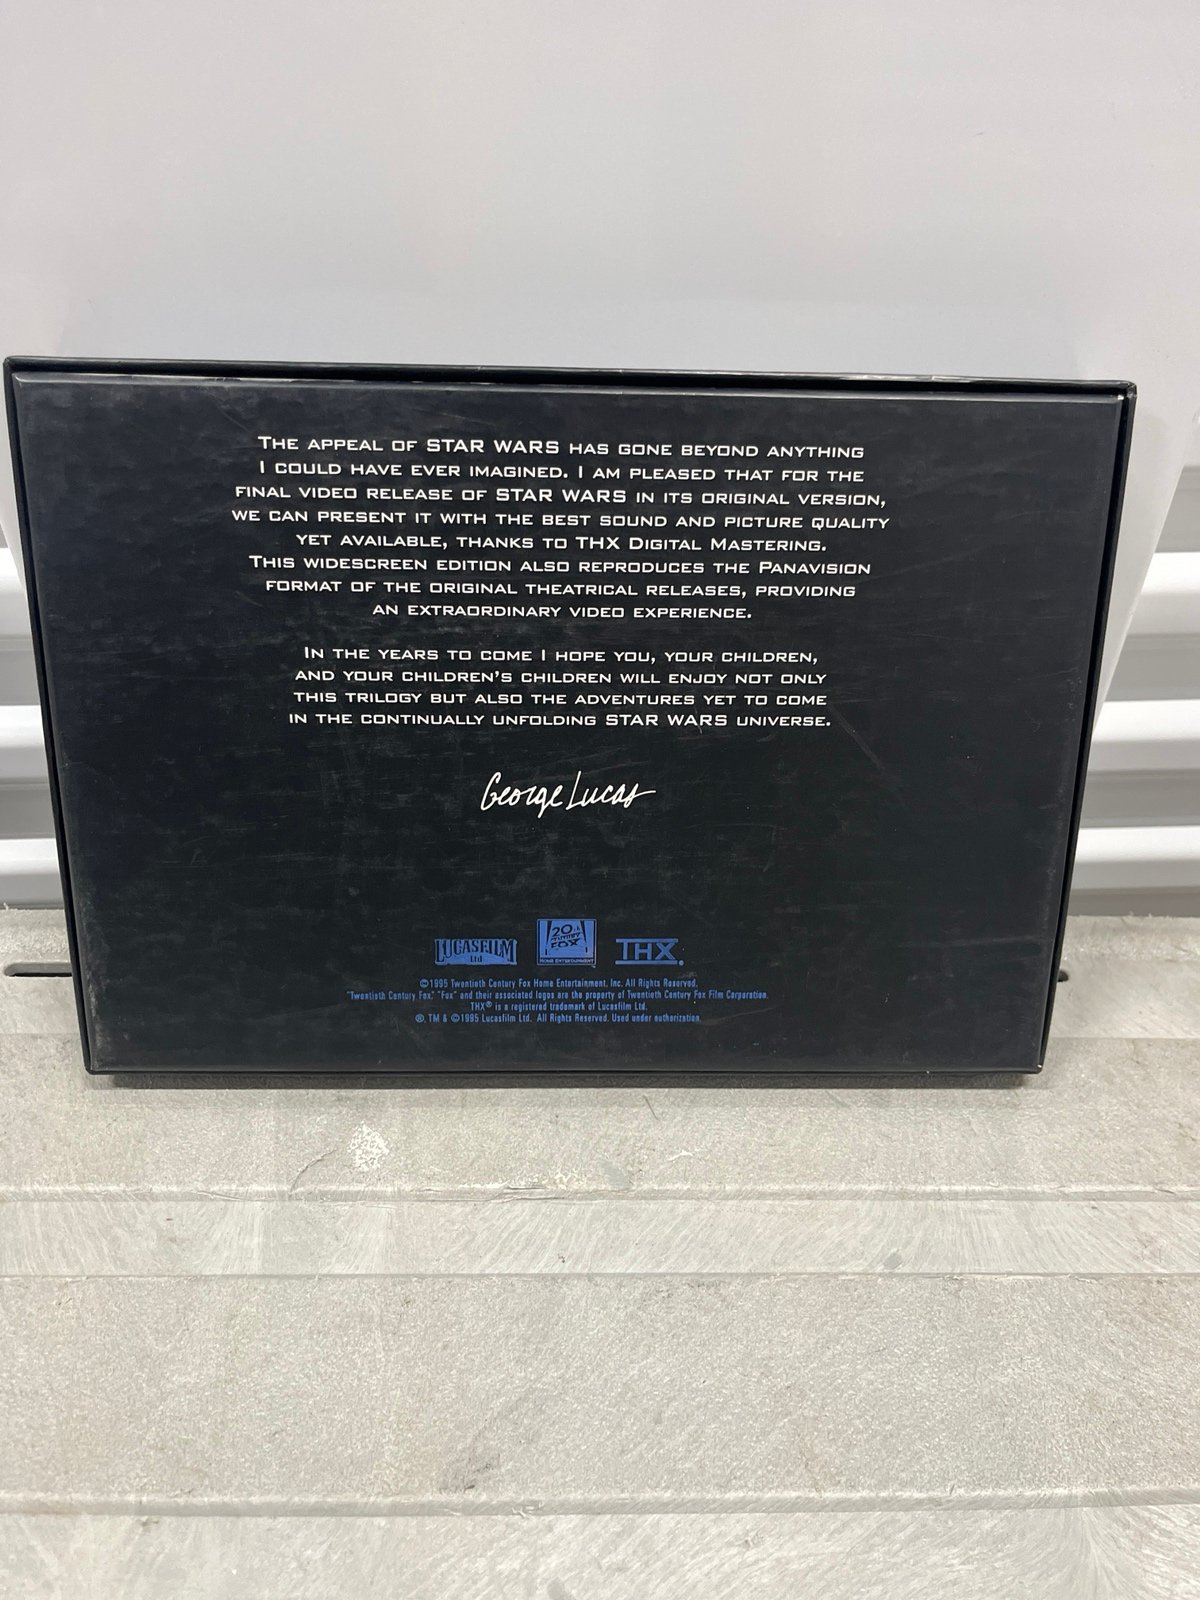 THE APPEAL OF STAR WARS HAS GONE BEYOND ANYTHING
I COULD HAVE EVER IMAGINED. I AM PLEASED THAT FOR THE
FINAL VIDEO RELEASE OF STAR WARS IN ITS ORIGINAL VERSION,
WE CAN PRESENT IT WITH THE BEST SOUND AND PICTURE QUALITY
YET AVAILABLE, THANKS TO THX DIGITAL MASTERING.
THIS WIDESCREEN EDITION ALSO REPRODUCES THE PANAVISION
FORMAT OF THE ORIGINAL THEATRICAL RELEASES, PROVIDING
AN EXTRAORDINARY VIDEO EXPERIENCE.
IN THE YEARS TO COME I HOPE YOU, YOUR CHILDREN,
AND YOUR CHILDREN'S CHILDREN WILL ENJOY NOT ONLY
THIS TRILOGY BUT ALSO THE ADVENTURES YET TO COME
IN THE CONTINUALLY UNFOLDING STAR WARS UNIVERSE.
George Lucas
LUCASFILM Ltd
20th CENTURY FOX HOME ENTERTAINMENT
THX
©1995 Twentieth Century Fox Home Entertainment, Inc. All Rights Reserved.
"Twentieth Century Fox," "Fox" and their associated logos are the property of Twentieth Century Fox Film Corporation.
THX® is a registered trademark of Lucasfilm Ltd.
®, TM & ©1995 Lucasfilm Ltd. All Rights Reserved. Used under authorization.